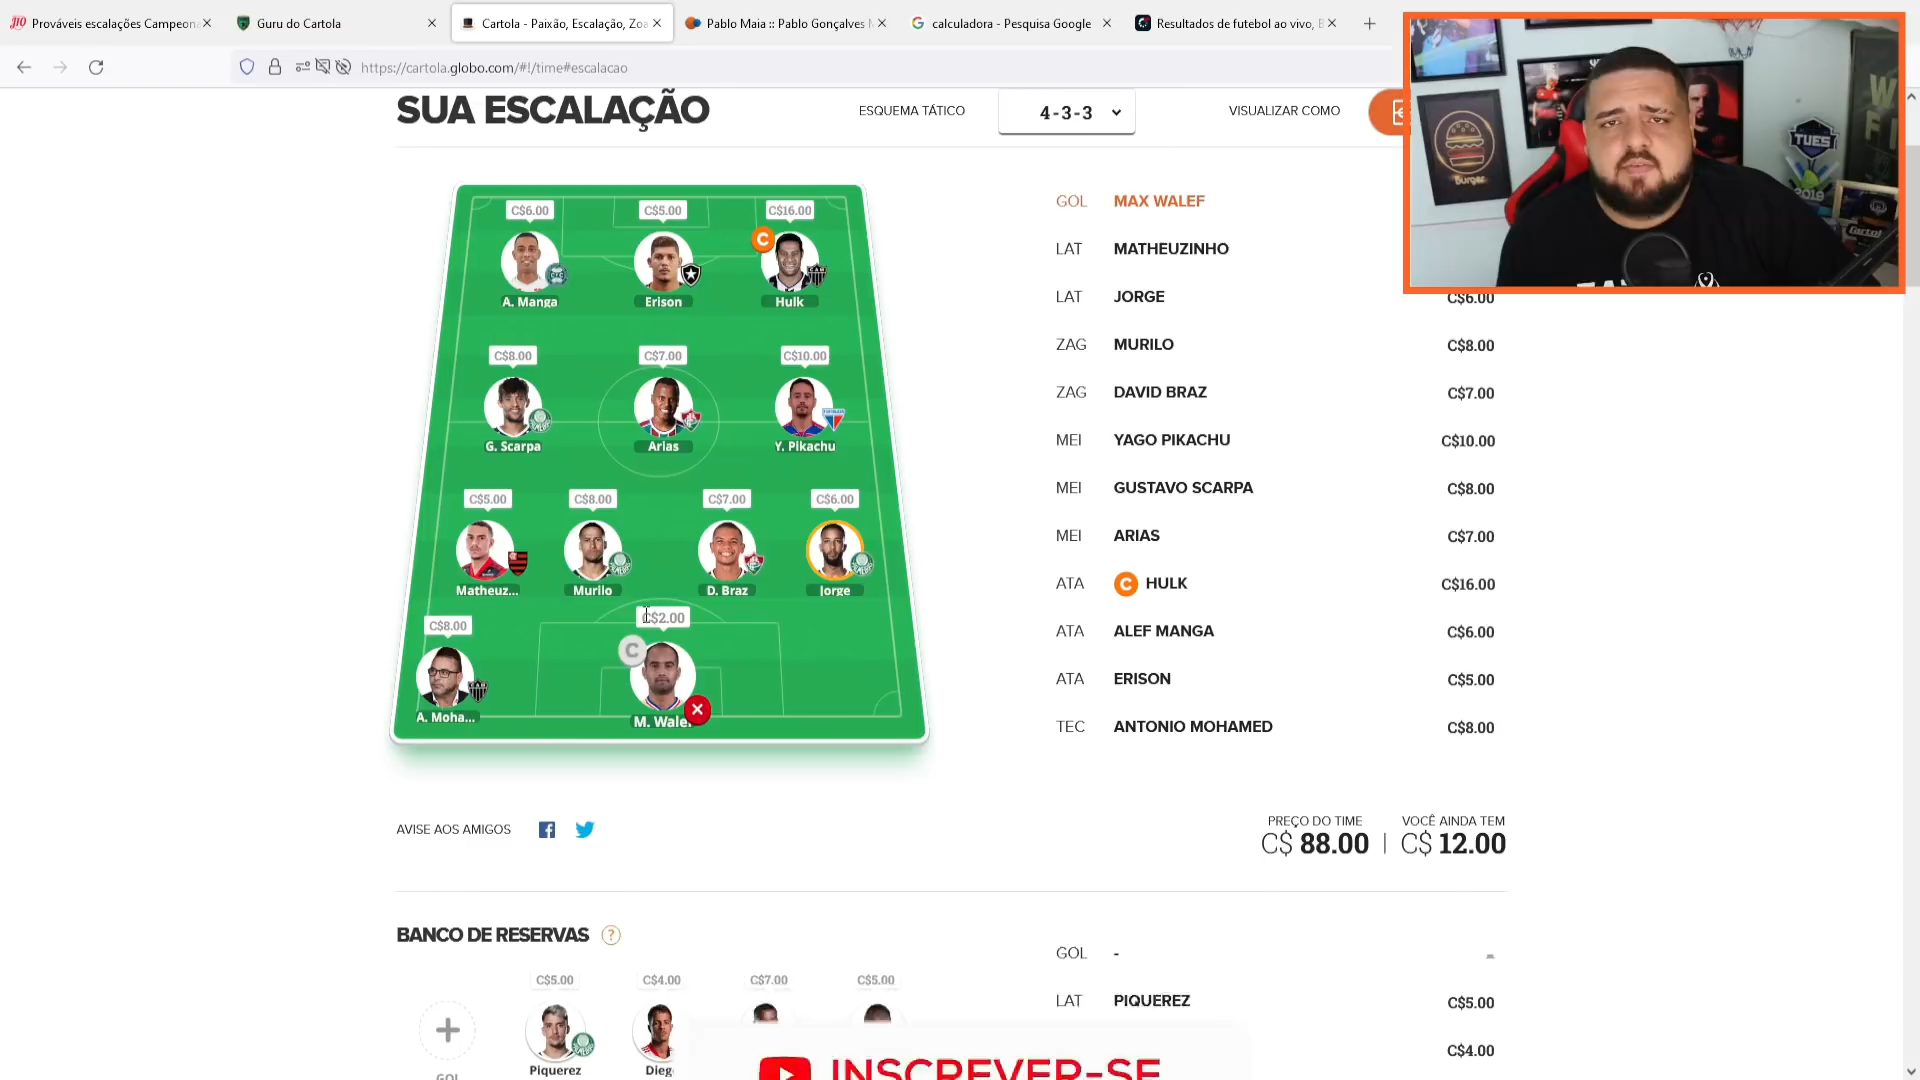 Prováveis escalações Campeon
Guru do Cartola
Cartola - Paixão, Escalação, Zoa
Pablo Maia :: Pablo Gonçalves
calculadora - Pesquisa Google
Resultados de futebol ao vivo,
https://cartola.globo.com/#!/time#escalacao
SUA ESCALAÇÃO
ESQUEMA TÁTICO
4-3-3
VISUALIZAR COMO
C$6.00
C$5.00
C$16.00
C
A. Manga
Erison
Hulk
C$8.00
C$7.00
C$10.00
G. Scarpa
Arias
Y. Pikachu
C$5.00
C$8.00
C$7.00
C$6.00
Matheuz...
Murilo
D. Braz
Jorge
C$8.00
C$2.00
C
A. Moha...
M. Walef
GOL MAX WALEF
LAT MATHEUZINHO
LAT JORGE C$6.00
ZAG MURILO C$8.00
ZAG DAVID BRAZ C$7.00
MEI YAGO PIKACHU C$10.00
MEI GUSTAVO SCARPA C$8.00
MEI ARIAS C$7.00
ATA C HULK C$16.00
ATA ALEF MANGA C$6.00
ATA ERISON C$5.00
TEC ANTONIO MOHAMED C$8.00
AVISE AOS AMIGOS
PREÇO DO TIME
C$ 88.00
VOCÊ AINDA TEM
C$ 12.00
BANCO DE RESERVAS ?
C$5.00
C$4.00
C$7.00
C$5.00
Piquerez
Dieg
GOL
GOL -
LAT PIQUEREZ C$5.00
C$4.00
INSCREVER-SE
Burger
TUES
2019
Cartol